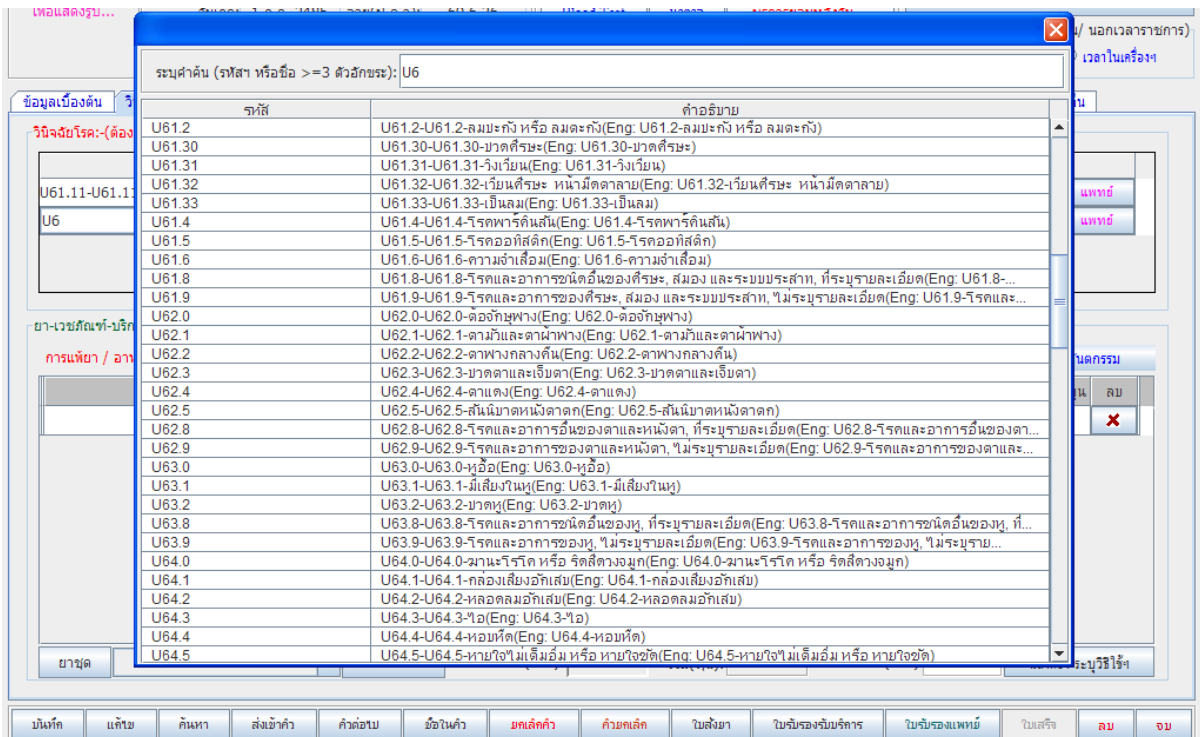 เพื่อแสดงรูป...
/ นอกเวลาราชการ)
เวลาในเครื่องฯ
ระบุคำค้น (รหัสฯ หรือชื่อ >=3 ตัวอักขระ): U6
ข้อมูลเบื้องต้น
วินิจฉัยโรค:-(ต้อง
รหัส คำอธิบาย
U61.2 U61.2-U61.2-ลมปะกัง หรือ ลมตะกัง(Eng: U61.2-ลมปะกัง หรือ ลมตะกัง)
U61.30 U61.30-U61.30-ปวดศีรษะ(Eng: U61.30-ปวดศีรษะ)
U61.31 U61.31-U61.31-วิงเวียน(Eng: U61.31-วิงเวียน)
U61.32 U61.32-U61.32-เวียนศีรษะ หน้ามืดตาลาย(Eng: U61.32-เวียนศีรษะ หน้ามืดตาลาย)
U61.33 U61.33-U61.33-เป็นลม(Eng: U61.33-เป็นลม)
U61.4 U61.4-U61.4-โรคพาร์คินสัน(Eng: U61.4-โรคพาร์คินสัน)
U61.5 U61.5-U61.5-โรคออทิสติก(Eng: U61.5-โรคออทิสติก)
U61.6 U61.6-U61.6-ความจำเสื่อม(Eng: U61.6-ความจำเสื่อม)
U61.8 U61.8-U61.8-โรคและอาการชนิดอื่นของศีรษะ, สมอง และระบบประสาท, ที่ระบุรายละเอียด(Eng: U61.8-...
U61.9 U61.9-U61.9-โรคและอาการของศีรษะ, สมอง และระบบประสาท, ไม่ระบุรายละเอียด(Eng: U61.9-โรคและ...
U62.0 U62.0-U62.0-ต้อจักษุฟาง(Eng: U62.0-ต้อจักษุฟาง)
U62.1 U62.1-U62.1-ตามัวและตาฝ้าฟาง(Eng: U62.1-ตามัวและตาฝ้าฟาง)
U62.2 U62.2-U62.2-ตาฟางกลางคืน(Eng: U62.2-ตาฟางกลางคืน)
U62.3 U62.3-U62.3-ปวดตาและเจ็บตา(Eng: U62.3-ปวดตาและเจ็บตา)
U62.4 U62.4-U62.4-ตาแดง(Eng: U62.4-ตาแดง)
U62.5 U62.5-U62.5-สันนิบาตหนังตาตก(Eng: U62.5-สันนิบาตหนังตาตก)
U62.8 U62.8-U62.8-โรคและอาการอื่นของตาและหนังตา, ที่ระบุรายละเอียด(Eng: U62.8-โรคและอาการอื่นของตา...
U62.9 U62.9-U62.9-โรคและอาการของตาและหนังตา, ไม่ระบุรายละเอียด(Eng: U62.9-โรคและอาการของตาและ...
U63.0 U63.0-U63.0-หูอื้อ(Eng: U63.0-หูอื้อ)
U63.1 U63.1-U63.1-มีเสียงในหู(Eng: U63.1-มีเสียงในหู)
U63.2 U63.2-U63.2-ปวดหู(Eng: U63.2-ปวดหู)
U63.8 U63.8-U63.8-โรคและอาการชนิดอื่นของหู, ที่ระบุรายละเอียด(Eng: U63.8-โรคและอาการชนิดอื่นของหู, ที่...
U63.9 U63.9-U63.9-โรคและอาการของหู, ไม่ระบุรายละเอียด(Eng: U63.9-โรคและอาการของหู, ไม่ระบุราย...
U64.0 U64.0-U64.0-ฆานะโรโค หรือ ริดสีดวงจมูก(Eng: U64.0-ฆานะโรโค หรือ ริดสีดวงจมูก)
U64.1 U64.1-U64.1-กล่องเสียงอักเสบ(Eng: U64.1-กล่องเสียงอักเสบ)
U64.2 U64.2-U64.2-หลอดลมอักเสบ(Eng: U64.2-หลอดลมอักเสบ)
U64.3 U64.3-U64.3-ไอ(Eng: U64.3-ไอ)
U64.4 U64.4-U64.4-หอบหืด(Eng: U64.4-หอบหืด)
U64.5 U64.5-U64.5-หายใจไม่เต็มอิ่ม หรือ หายใจขัด(Eng: U64.5-หายใจไม่เต็มอิ่ม หรือ หายใจขัด)
U61.11-U61.11 แพทย์
U6 แพทย์
ยา-เวชภัณฑ์-บริก
การแพ้ยา / อา ันตกรรม
ลบ
ยาชุด ระบุวิธีใช้ฯ
บันทึก แก้ไข ค้นหา ส่งเข้าคิว คิวต่อไป ชื่อในคิว ยกเลิกคิว คิวยกเลิก ใบสั่งยา ใบรับรองรับบริการ ใบรับรองแพทย์ ใบเสร็จ ลบ จบ